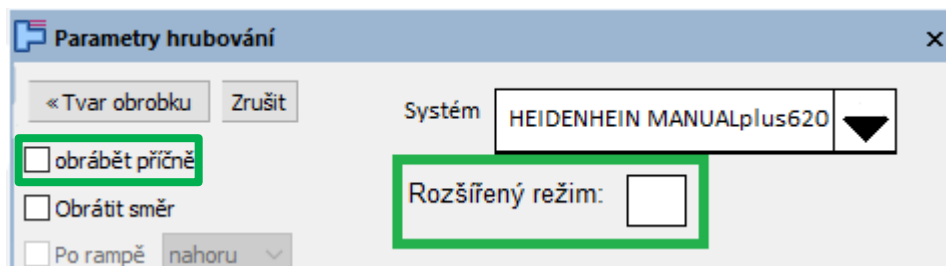 Parametry hrubování
« Tvar obrobku Zrušit
Systém HEIDENHEIN MANUALplus620
obrábět příčně
Rozšířený režim:
Obrátit směr
Po rampě nahoru